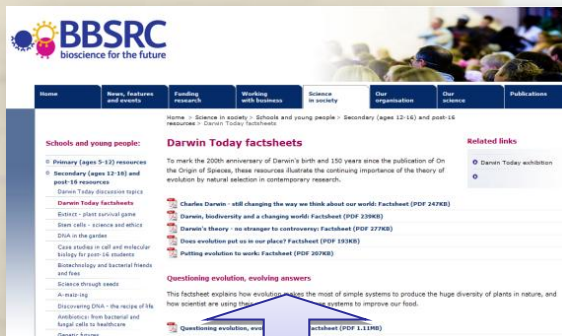 BBSRC
bioscience for the future
Home
News, features
and events
Funding
research
Working
with business
Science
in society
Our
organisation
Our
science
Publications
Home > Science in society > Schools and young people > Secondary (ages 12-16) and post-16
resources > Darwin Today factsheets
Schools and young people:
Primary (ages 5-12) resources
Secondary (ages 12-16) and
post-16 resources
Darwin Today discussion topics
Darwin Today factsheets
Extinct - plant survival game
Stem cells - science and ethics
DNA in the garden
Case studies in cell and molecular
biology for post-16 students
Biotechnology and bacterial friends
and foes
Science through seeds
A-maiz-ing
Discovering DNA - the recipe of life
Antibiotics: from bacterial and
fungal cells to healthcare
Genetic fingers
Darwin Today factsheets
To mark the 200th anniversary of Darwin's birth and 150 years since the publication of On
the Origin of Species, these resources illustrate the continuing importance of the theory of
evolution by natural selection in contemporary research.
Charles Darwin - still changing the way we think about our world: Factsheet (PDF 247KB)
Darwin, biodiversity and a changing world: Factsheet (PDF 239KB)
Darwin's theory - no stranger to controversy: Factsheet (PDF 277KB)
Does evolution put us in our place? Factsheet (PDF 193KB)
Putting evolution to work: Factsheet (PDF 207KB)
Questioning evolution, evolving answers
This factsheet explains how evolution makes the most of simple systems to produce the huge diversity of plants in nature, and
how scientist are using the systems to improve our food.
Questioning evolution, evo factsheet (PDF 1.11MB)
Related links
Darwin Today exhibition